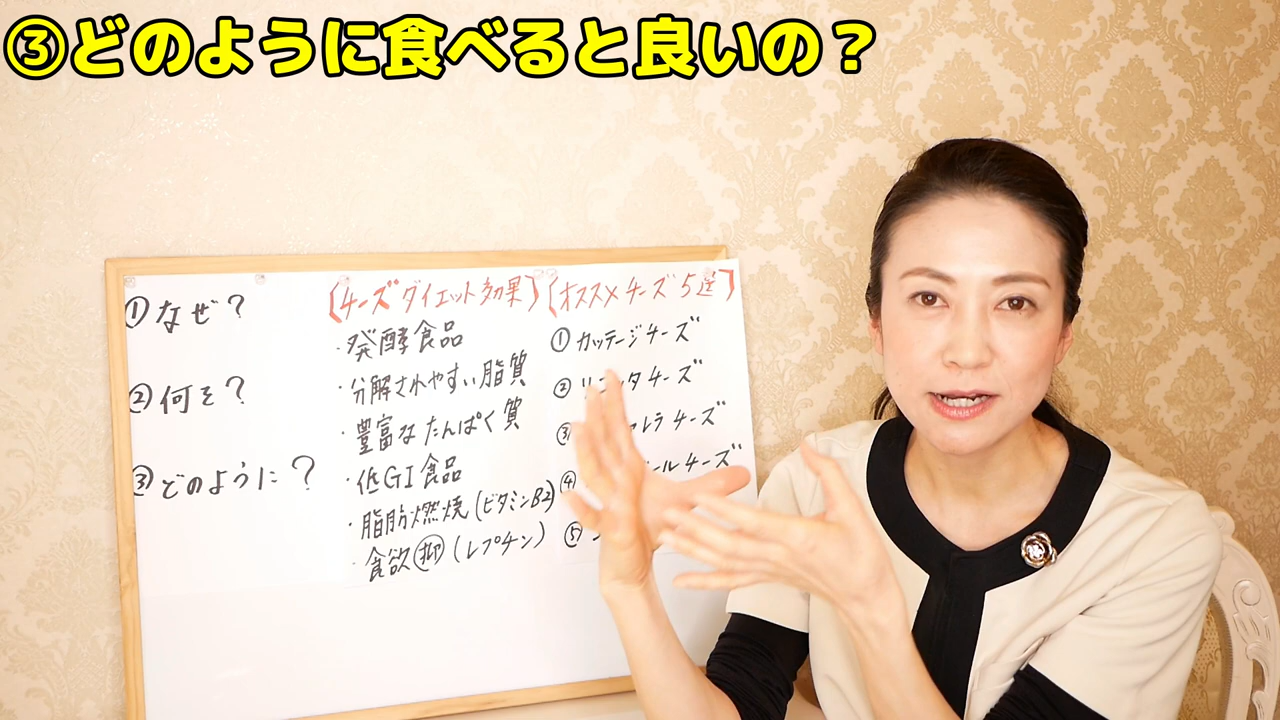 ③どのように食べると良いの？
①なぜ？
②何を？
③どのように？
【チーズダイエット効果】
・発酵食品
・分解されやすい脂質
・豊富なたんぱく質
・低GI食品
・脂肪燃焼(ビタミンB2)
・食欲抑(レプチン)
【オススメチーズ5選】
①カッテージチーズ
②リコッタチーズ
③ レラチーズ
④ ールチーズ
⑤